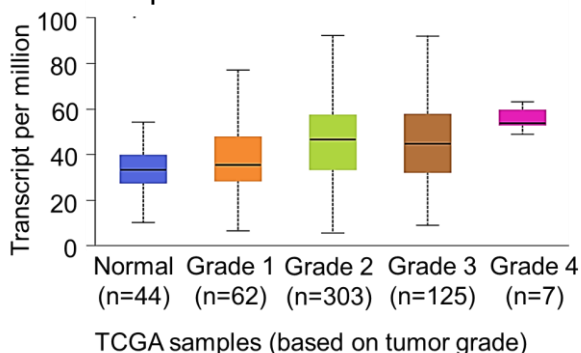 Transcript per million
100
80
60
40
20
0
Normal Grade 1 Grade 2 Grade 3 Grade 4
(n=44) (n=62) (n=303) (n=125) (n=7)
TCGA samples (based on tumor grade)